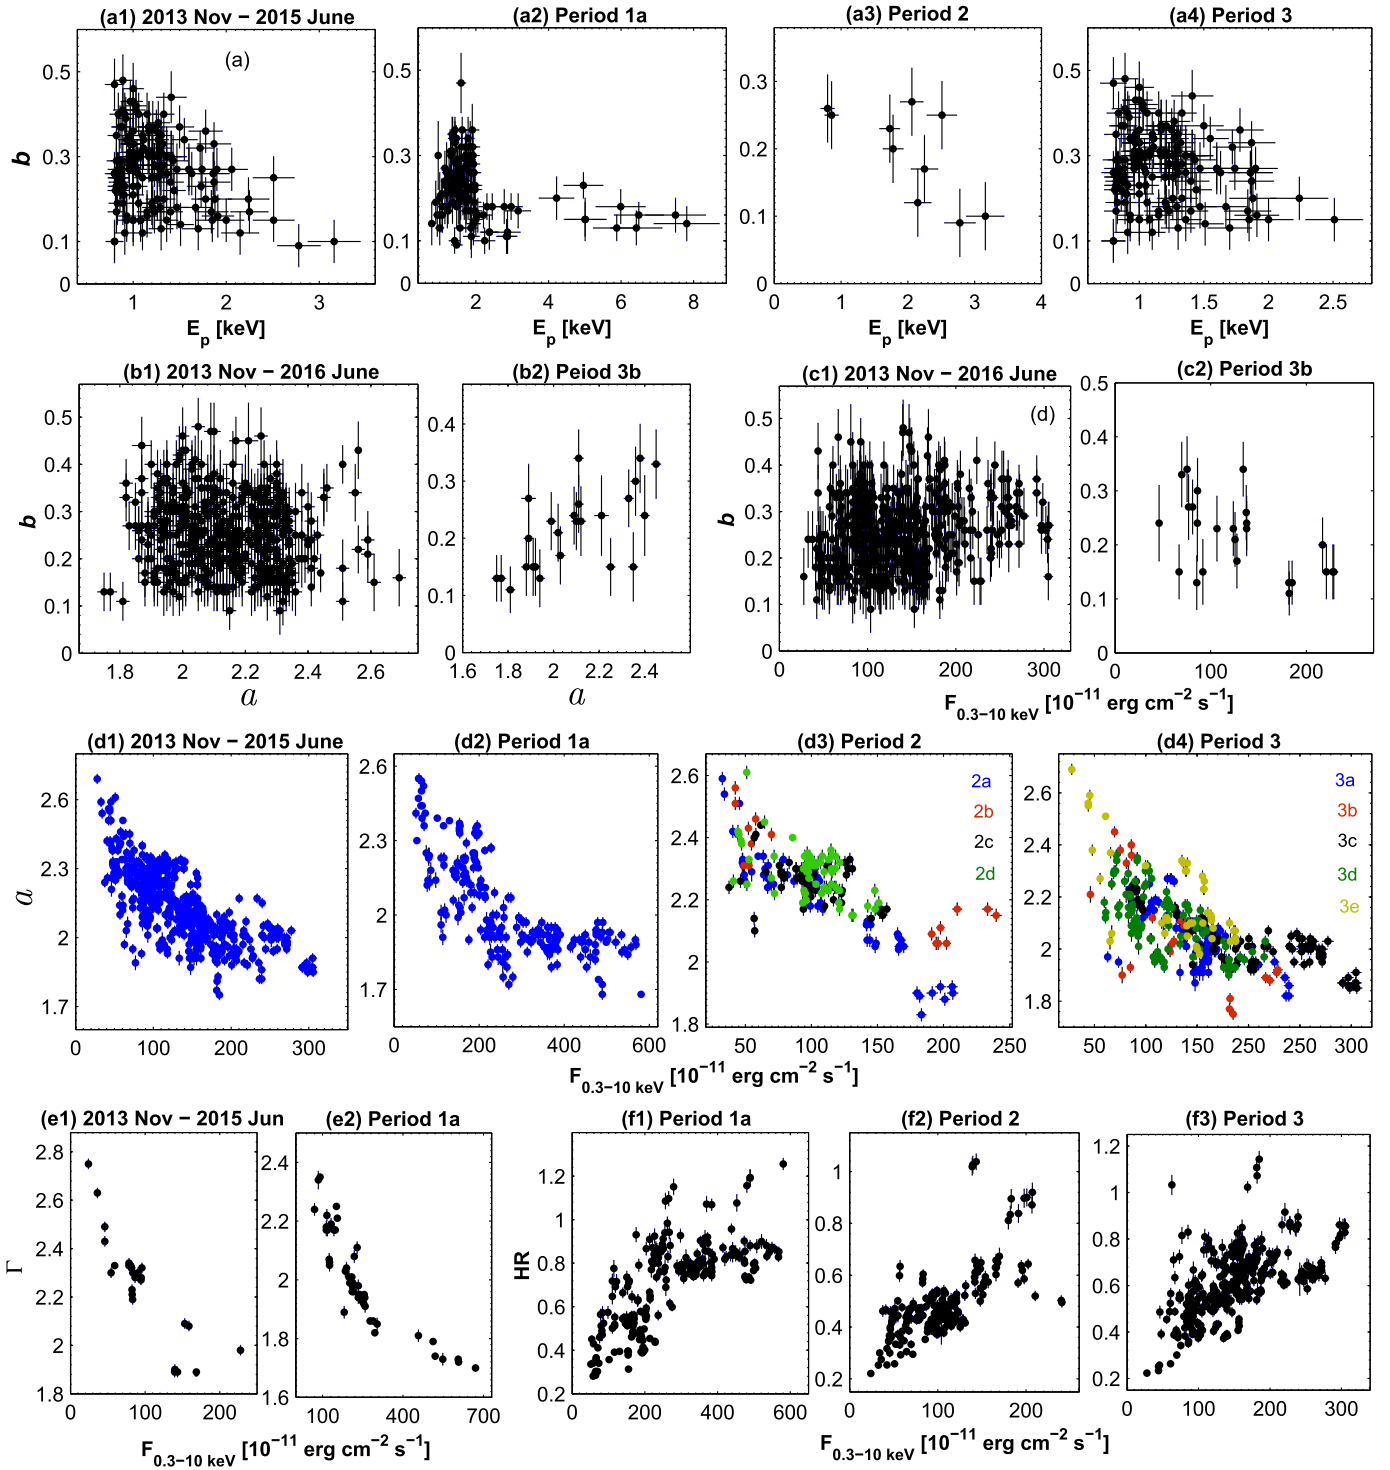 (a1) 2013 Nov − 2015 June
(a2) Period 1a
(a3) Period 2
(a4) Period 3
(a)
b
0.5
0.3
0.1
0
1 2 3
E_p [keV]
0.5
0.3
0.1
0
2 4 6 8
E_p [keV]
0.3
0.2
0.1
0
0 1 2 3 4
E_p [keV]
0.5
0.3
0.1
0
1 1.5 2 2.5
E_p [keV]
(b1) 2013 Nov − 2016 June
(b2) Peiod 3b
(c1) 2013 Nov − 2016 June
(c2) Period 3b
b
0.5
0.4
0.3
0.2
0.1
0
1.8 2 2.2 2.4 2.6
a
0.4
0.3
0.2
0.1
0
1.6 1.8 2 2.2 2.4
a
(d)
b
0.5
0.4
0.3
0.2
0.1
0
0 100 200 300
0.5
0.4
0.3
0.2
0.1
0
0 100 200
F_0.3−10 keV [10^−11 erg cm^−2 s^−1]
(d1) 2013 Nov − 2015 June
(d2) Period 1a
(d3) Period 2
(d4) Period 3
a
2.6
2.3
2
1.7
0 100 200 300
2.6
2.3
2
1.7
0 200 400 600
2.6
2.4
2.2
2
1.8
50 100 150 200 250
2a
2b
2c
2d
2.6
2.4
2.2
2
1.8
50 100 150 200 250 300
3a
3b
3c
3d
3e
F_0.3−10 keV [10^−11 erg cm^−2 s^−1]
(e1) 2013 Nov − 2015 Jun
(e2) Period 1a
(f1) Period 1a
(f2) Period 2
(f3) Period 3
Γ
2.8
2.6
2.4
2.2
2
1.8
0 100 200
2.4
2.2
2
1.8
1.6
100 400 700
F_0.3−10 keV [10^−11 erg cm^−2 s^−1]
HR
1.2
1
0.8
0.6
0.4
0.2
0 200 400 600
1
0.8
0.6
0.4
0.2
0 100 200
1.2
1
0.8
0.6
0.4
0.2
0 100 200 300
F_0.3−10 keV [10^−11 erg cm^−2 s^−1]